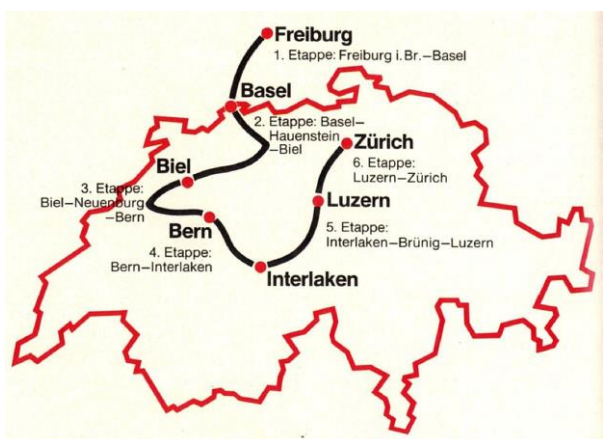 Freiburg
1. Etappe: Freiburg i. Br.–Basel
Basel
2. Etappe: Basel–
Hauenstein
–Biel
Zürich
6. Etappe:
Luzern–Zürich
Biel
3. Etappe:
Biel–Neuenburg
–Bern
Luzern
Bern
5. Etappe:
Interlaken–Brünig–Luzern
4. Etappe:
Bern–Interlaken
Interlaken